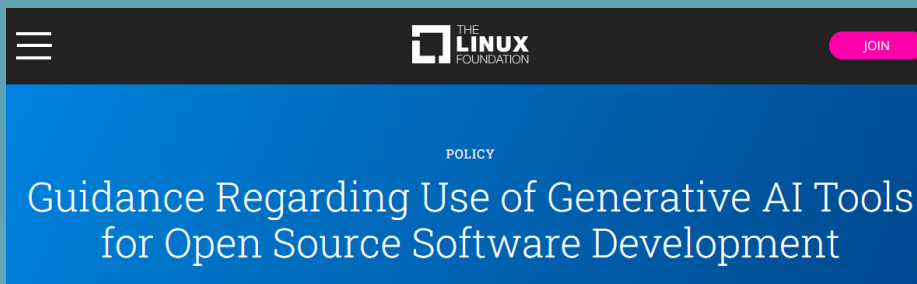 THE
LINUX
FOUNDATION
JOIN
POLICY
Guidance Regarding Use of Generative AI Tools
for Open Source Software Development